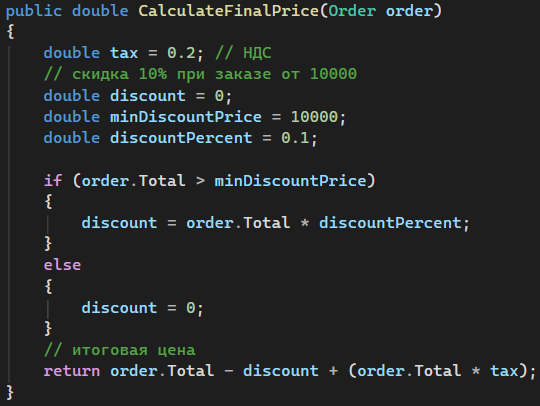 public double CalculateFinalPrice(Order order)
{
    double tax = 0.2; // НДС
    // скидка 10% при заказе от 10000
    double discount = 0;
    double minDiscountPrice = 10000;
    double discountPercent = 0.1;

    if (order.Total > minDiscountPrice)
    {
        discount = order.Total * discountPercent;
    }
    else
    {
        discount = 0;
    }
    // итоговая цена
    return order.Total - discount + (order.Total * tax);
}